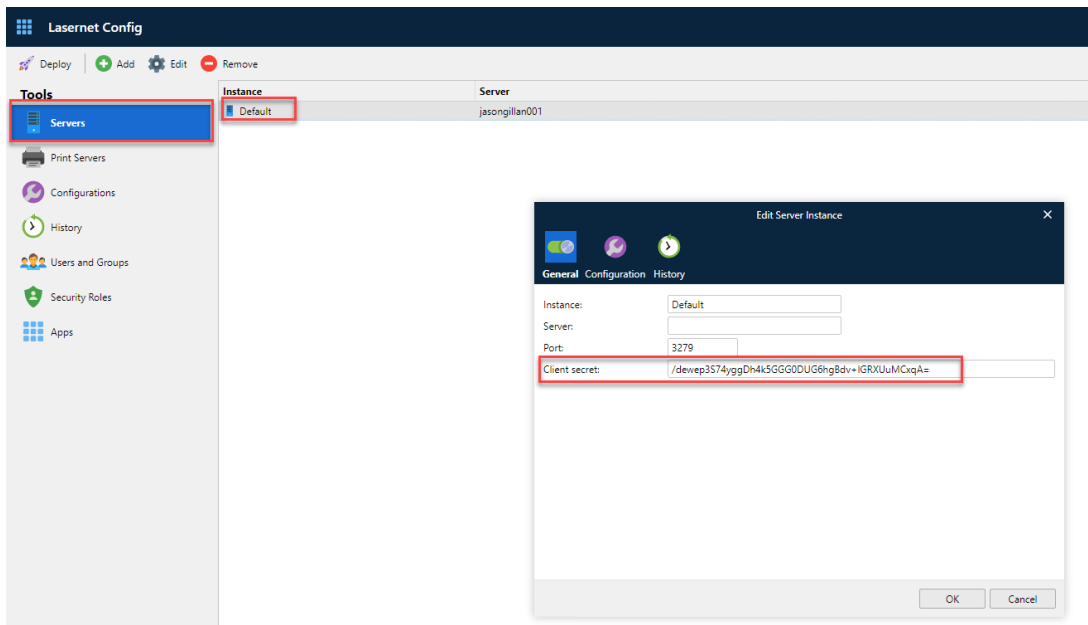 Lasernet Config
Deploy Add Edit Remove
Tools
Servers
Print Servers
Configurations
History
Users and Groups
Security Roles
Apps
Instance Server
Default jasongillan001
Edit Server Instance
General Configuration History
Instance: Default
Server:
Port: 3279
Client secret: /dewep3S74yggDh4k5GGG0DUG6hgBdv+IGRXUuMCxqA=
OK Cancel